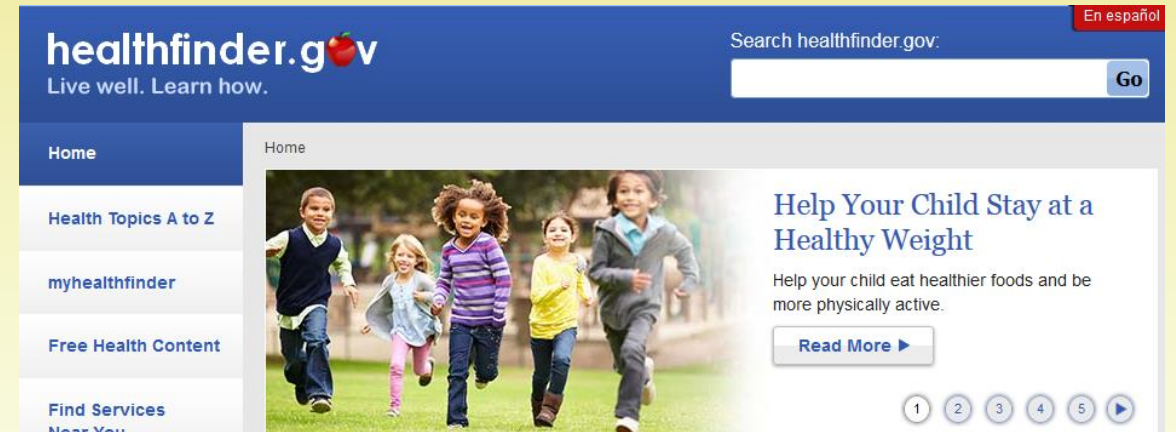 En español
healthfinder.gov
Live well. Learn how.
Search healthfinder.gov:
Go
Home
Health Topics A to Z
myhealthfinder
Free Health Content
Find Services
Near You
Home
Help Your Child Stay at a
Healthy Weight
Help your child eat healthier foods and be
more physically active.
Read More
1 2 3 4 5